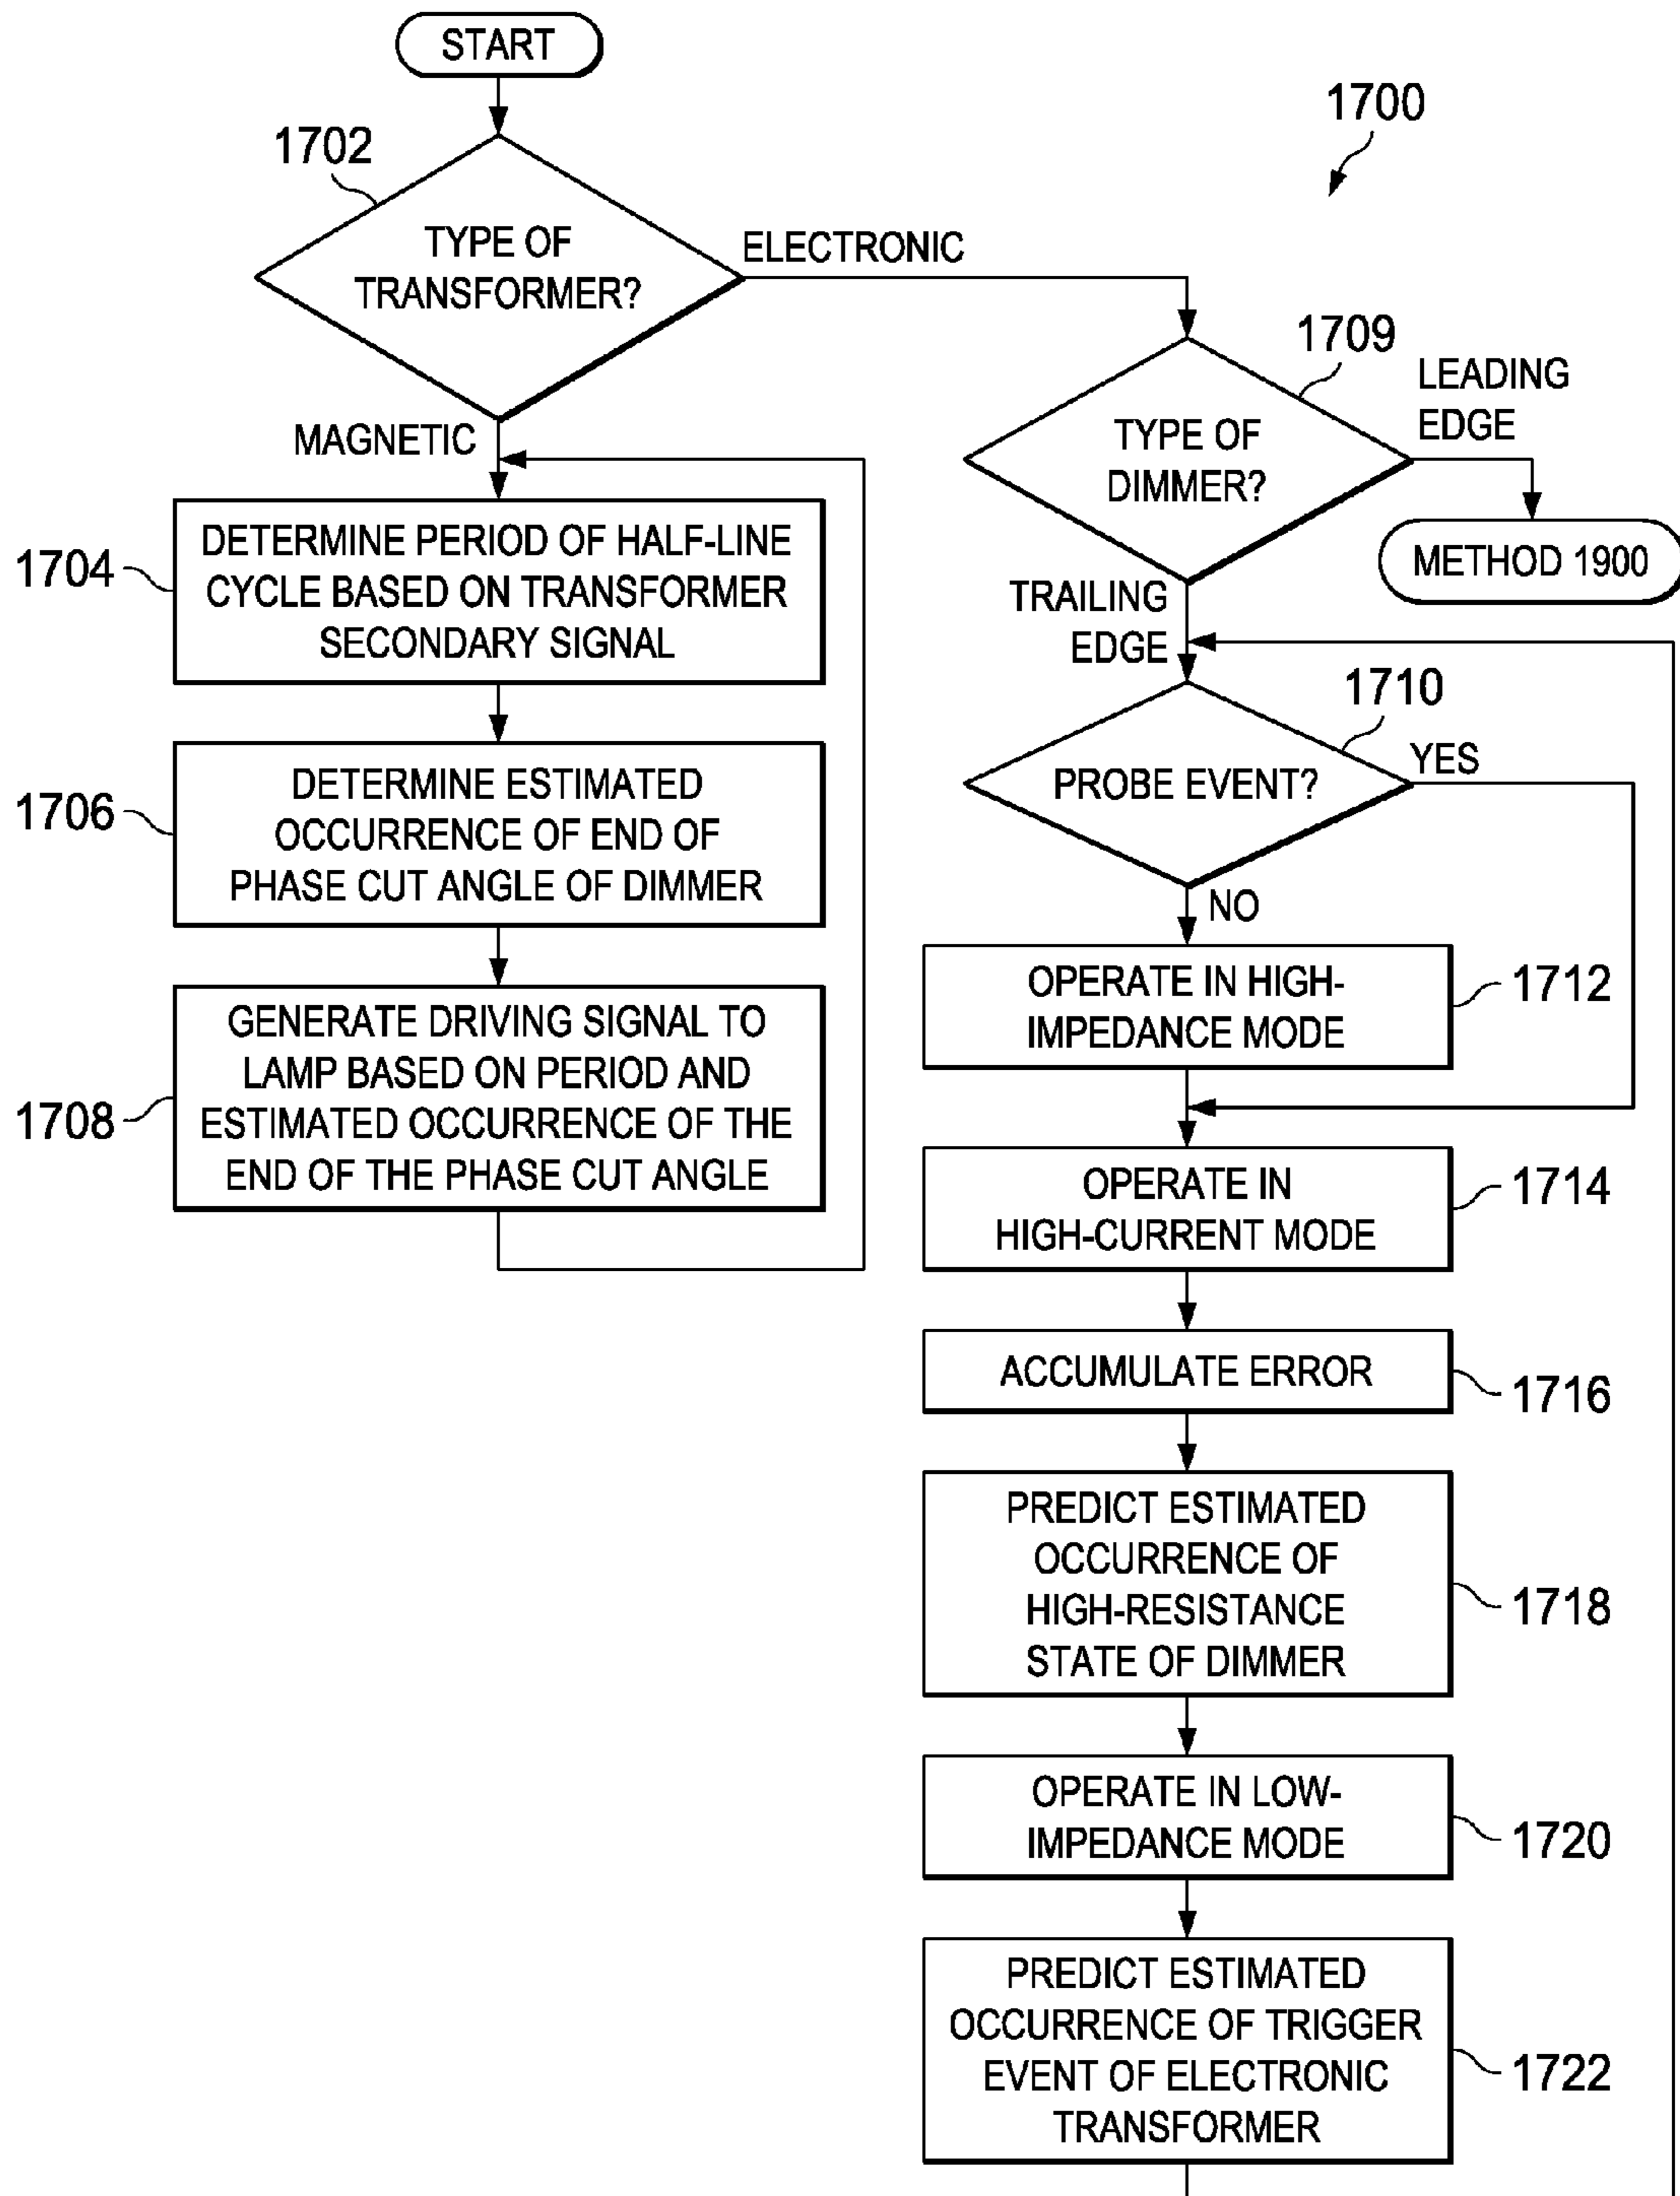 START
1700
1702
TYPE OF
TRANSFORMER?
ELECTRONIC
MAGNETIC
1704
DETERMINE PERIOD OF HALF-LINE
CYCLE BASED ON TRANSFORMER
SECONDARY SIGNAL
1706
DETERMINE ESTIMATED
OCCURRENCE OF END OF
PHASE CUT ANGLE OF DIMMER
1708
GENERATE DRIVING SIGNAL TO
LAMP BASED ON PERIOD AND
ESTIMATED OCCURRENCE OF THE
END OF THE PHASE CUT ANGLE
1709
TYPE OF
DIMMER?
LEADING
EDGE
METHOD 1900
TRAILING
EDGE
1710
PROBE EVENT?
YES
NO
OPERATE IN HIGH-
IMPEDANCE MODE
1712
OPERATE IN
HIGH-CURRENT MODE
1714
ACCUMULATE ERROR
1716
PREDICT ESTIMATED
OCCURRENCE OF
HIGH-RESISTANCE
STATE OF DIMMER
1718
OPERATE IN LOW-
IMPEDANCE MODE
1720
PREDICT ESTIMATED
OCCURRENCE OF TRIGGER
EVENT OF ELECTRONIC
TRANSFORMER
1722